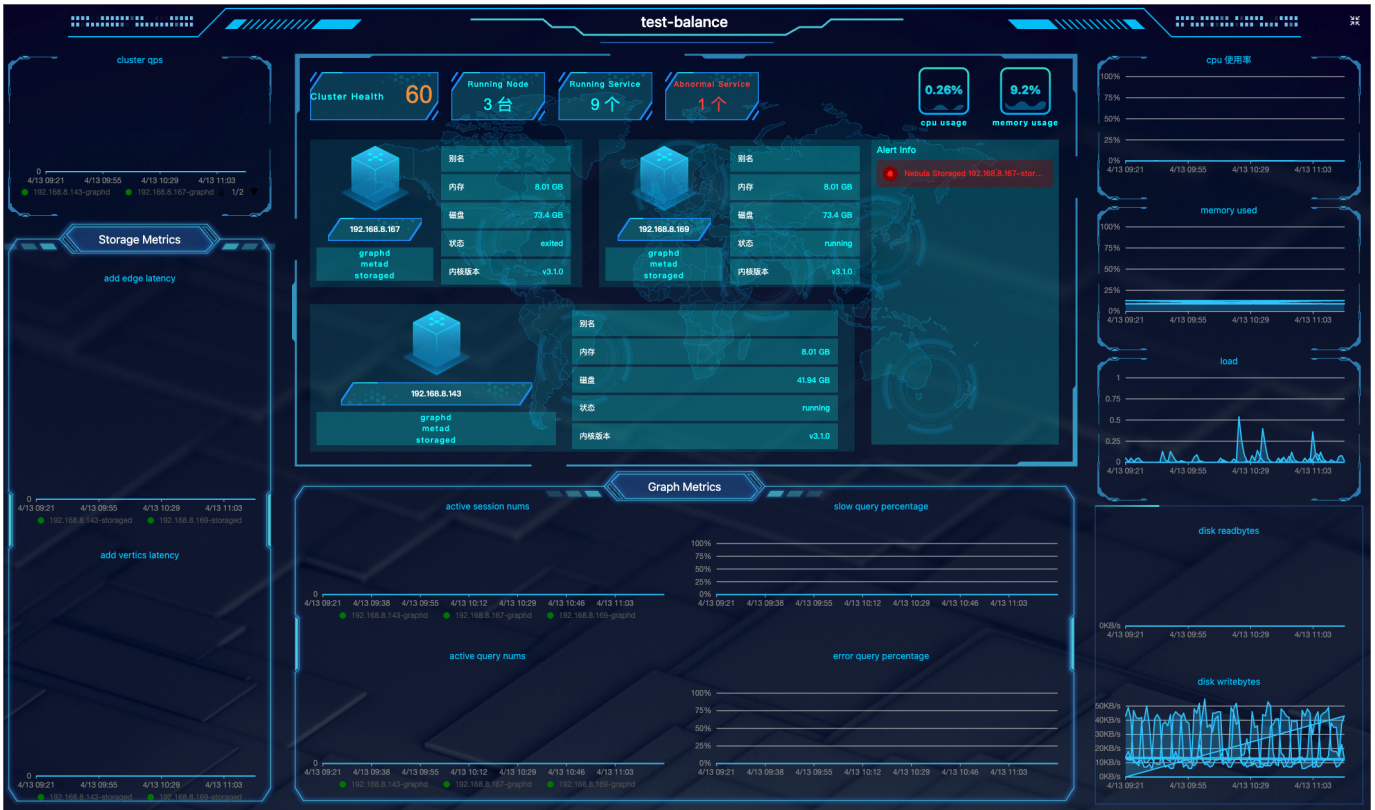 test-balance
cluster qps
0
4/13 09:21 4/13 09:55 4/13 10:29 4/13 11:03
192.168.8.143-graphd 192.168.8.167-graphd 1/2
Storage Metrics
add edge latency
0
4/13 09:21 4/13 09:55 4/13 10:29 4/13 11:03
192.168.8.143-storaged 192.168.8.169-storaged
add vertics latency
0
4/13 09:21 4/13 09:55 4/13 10:29 4/13 11:03
192.168.8.143-storaged 192.168.8.169-storaged
Cluster Health 60
Running Node
3 台
Running Service
9 个
Abnormal Service
1 个
0.26%
cpu usage
9.2%
memory usage
192.168.8.167
graphd
metad
storaged
别名
内存 8.01 GB
磁盘 73.4 GB
状态 exited
内核版本 v3.1.0
192.168.8.169
graphd
metad
storaged
别名
内存 8.01 GB
磁盘 73.4 GB
状态 running
内核版本 v3.1.0
Alert Info
Nebula Storaged 192.168.8.167-stor...
192.168.8.143
graphd
metad
storaged
别名
内存 8.01 GB
磁盘 41.94 GB
状态 running
内核版本 v3.1.0
Graph Metrics
active session nums
0
4/13 09:21 4/13 09:38 4/13 09:55 4/13 10:12 4/13 10:29 4/13 10:46 4/13 11:03
192.168.8.143-graphd 192.168.8.167-graphd 192.168.8.169-graphd
slow query percentage
100%
75%
50%
25%
0%
4/13 09:21 4/13 09:38 4/13 09:55 4/13 10:12 4/13 10:29 4/13 10:46 4/13 11:03
active query nums
0
4/13 09:21 4/13 09:38 4/13 09:55 4/13 10:12 4/13 10:29 4/13 10:46 4/13 11:03
192.168.8.143-graphd 192.168.8.167-graphd 192.168.8.169-graphd
error query percentage
100%
75%
50%
25%
0%
4/13 09:21 4/13 09:38 4/13 09:55 4/13 10:12 4/13 10:29 4/13 10:46 4/13 11:03
cpu 使用率
100%
75%
50%
25%
0%
4/13 09:21 4/13 09:55 4/13 10:29 4/13 11:03
memory used
100%
75%
50%
25%
0%
4/13 09:21 4/13 09:55 4/13 10:29 4/13 11:03
load
1
0.75
0.5
0.25
0
4/13 09:21 4/13 09:55 4/13 10:29 4/13 11:03
disk readbytes
0KB/s
4/13 09:21 4/13 09:55 4/13 10:29 4/13 11:03
disk writebytes
50KB/s
40KB/s
30KB/s
20KB/s
10KB/s
0KB/s
4/13 09:21 4/13 09:55 4/13 10:29 4/13 11:03